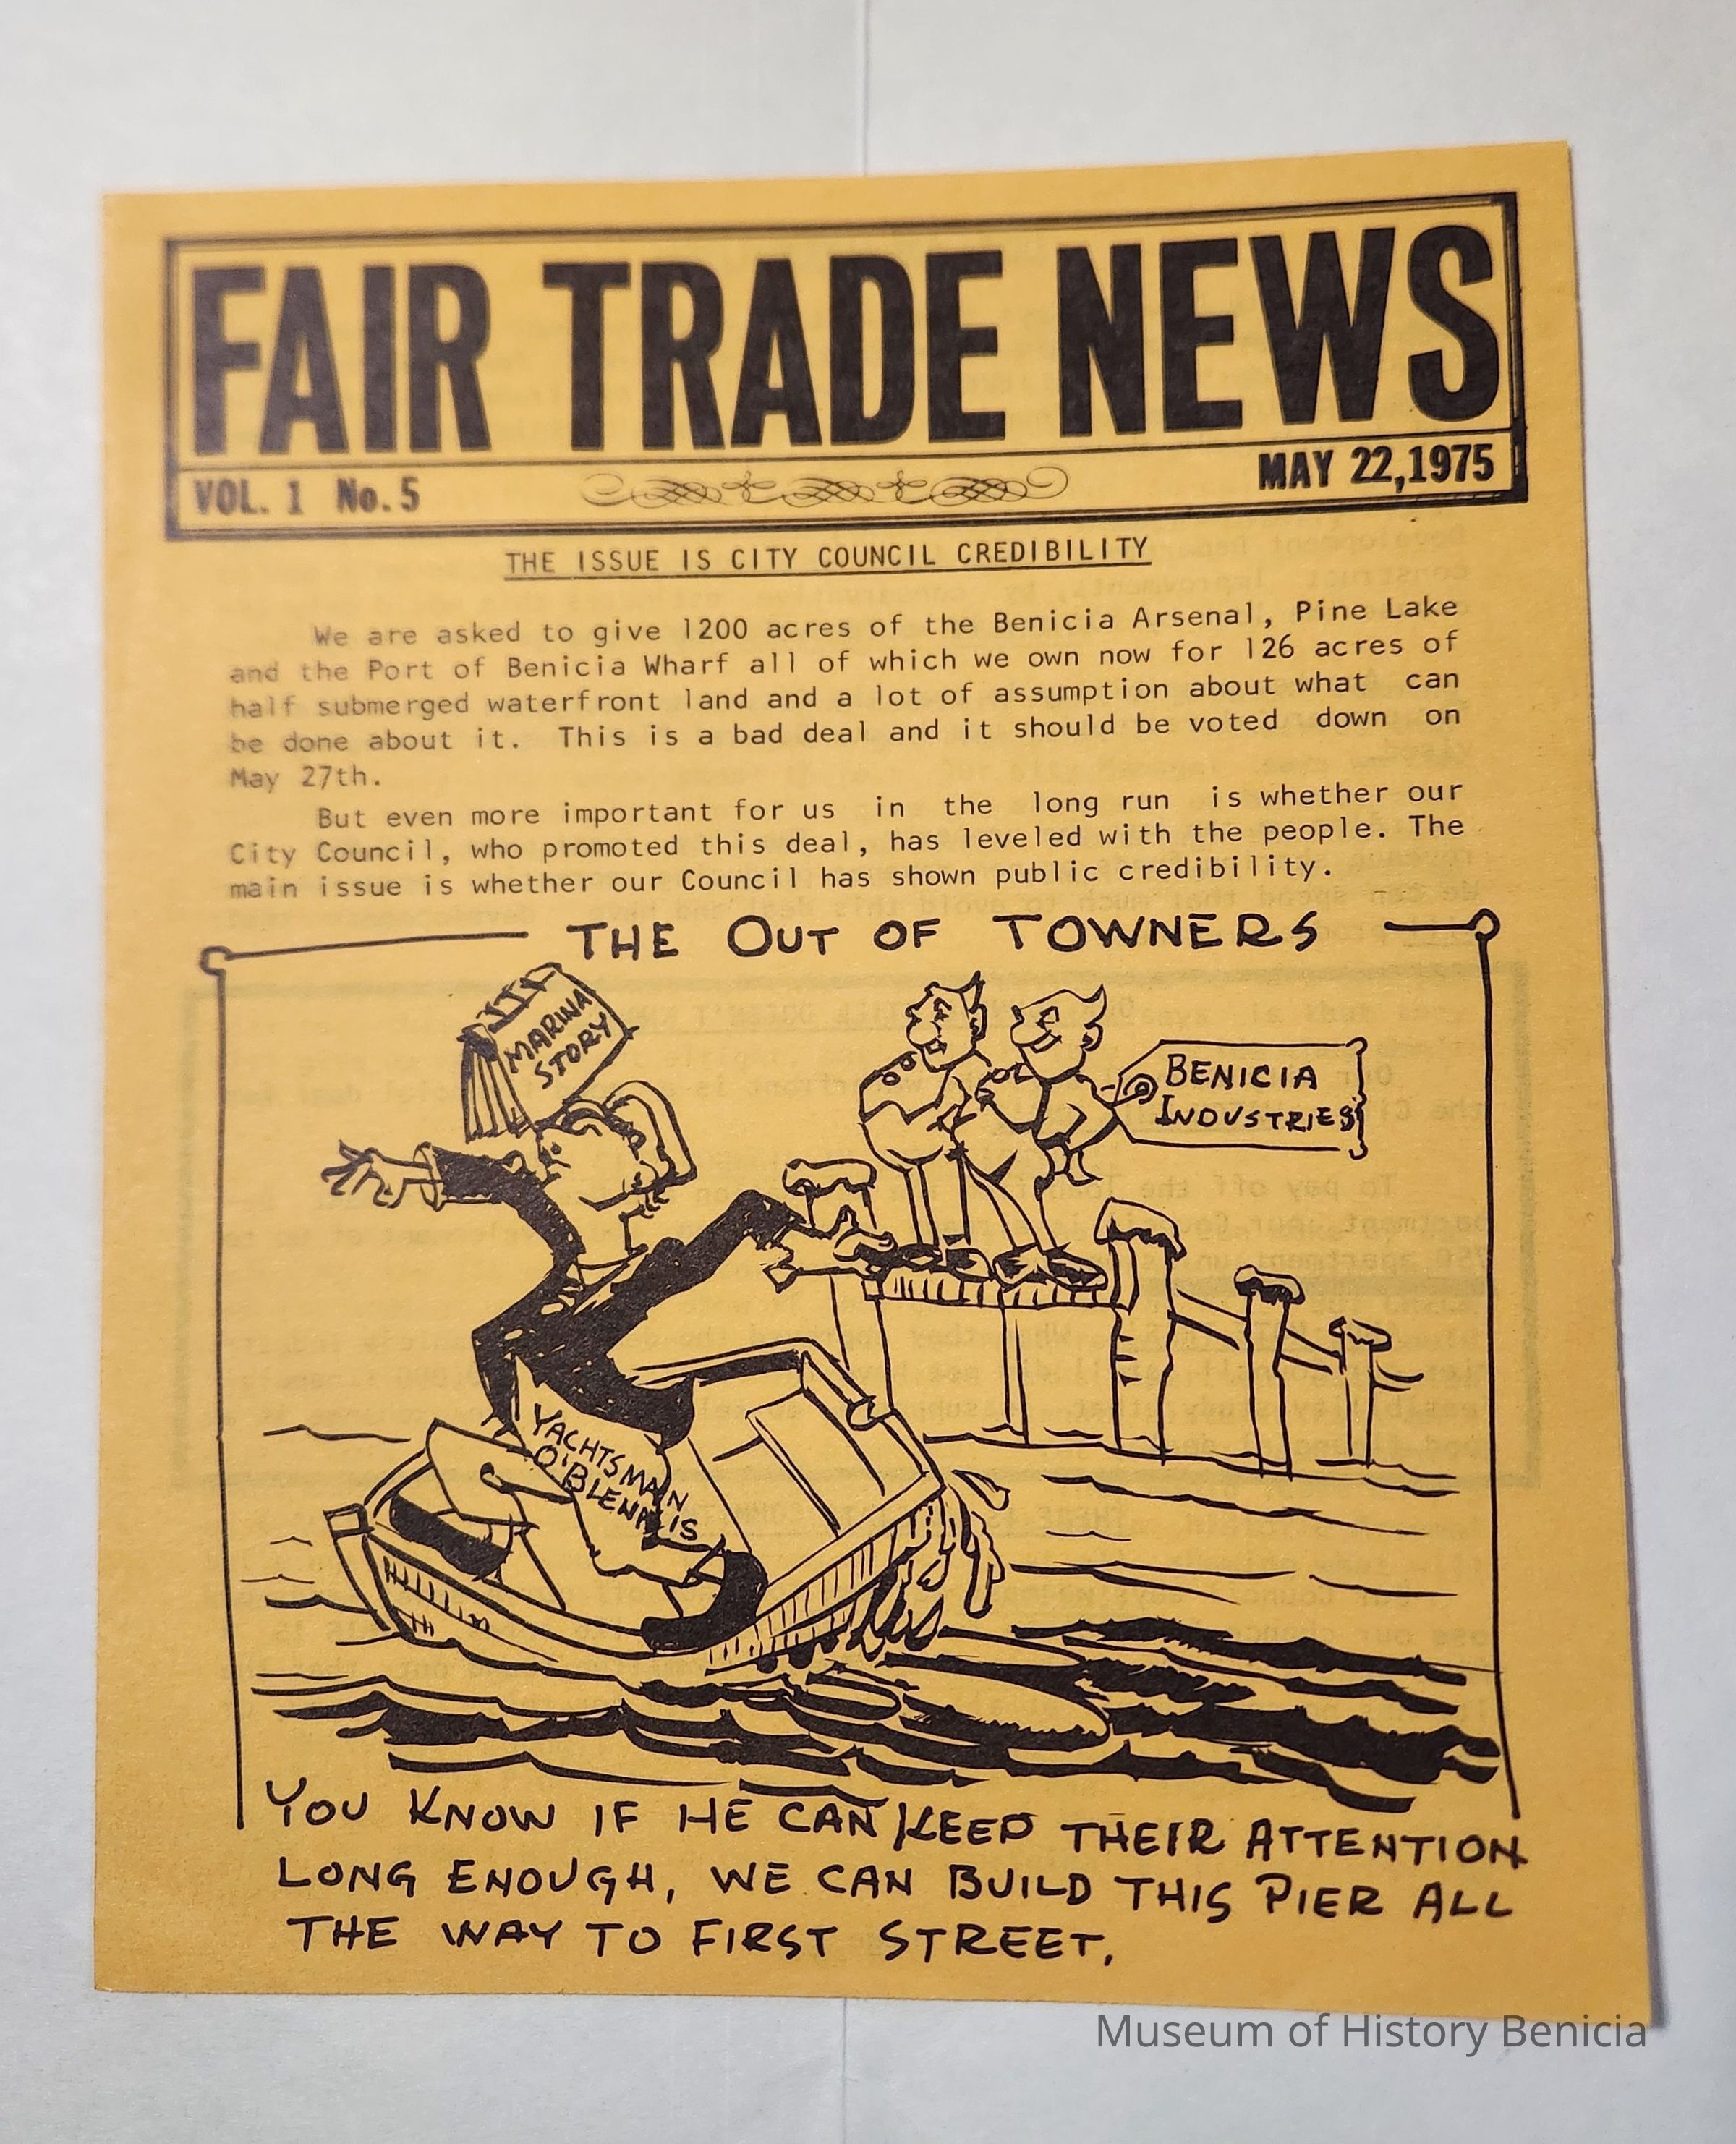 FAIR TRADE NEWS
VOL. 1 No. 5
MAY 22,1975
THE ISSUE IS CITY COUNCIL CREDIBILITY
We are asked to give 1200 acres of the Benicia Arsenal, Pine Lake
and the Port of Benicia Wharf all of which we own now for 126 acres of
half submerged waterfront land and a lot of assumption about what can
be done about it. This is a bad deal and it should be voted down on
May 27th.
But even more important for us in the long run is whether our
City Council, who promoted this deal, has leveled with the people. The
main issue is whether our Council has shown public credibility.
THE OUT OF TOWNERS
MARINA
STORY
BENICIA
INDUSTRIES
YACHTSMAN
O'BLENNIS
YOU KNOW IF HE CAN KEEP THEIR ATTENTION
LONG ENOUGH, WE CAN BUILD THIS PIER ALL
THE WAY TO FIRST STREET.
Museum of History Benicia